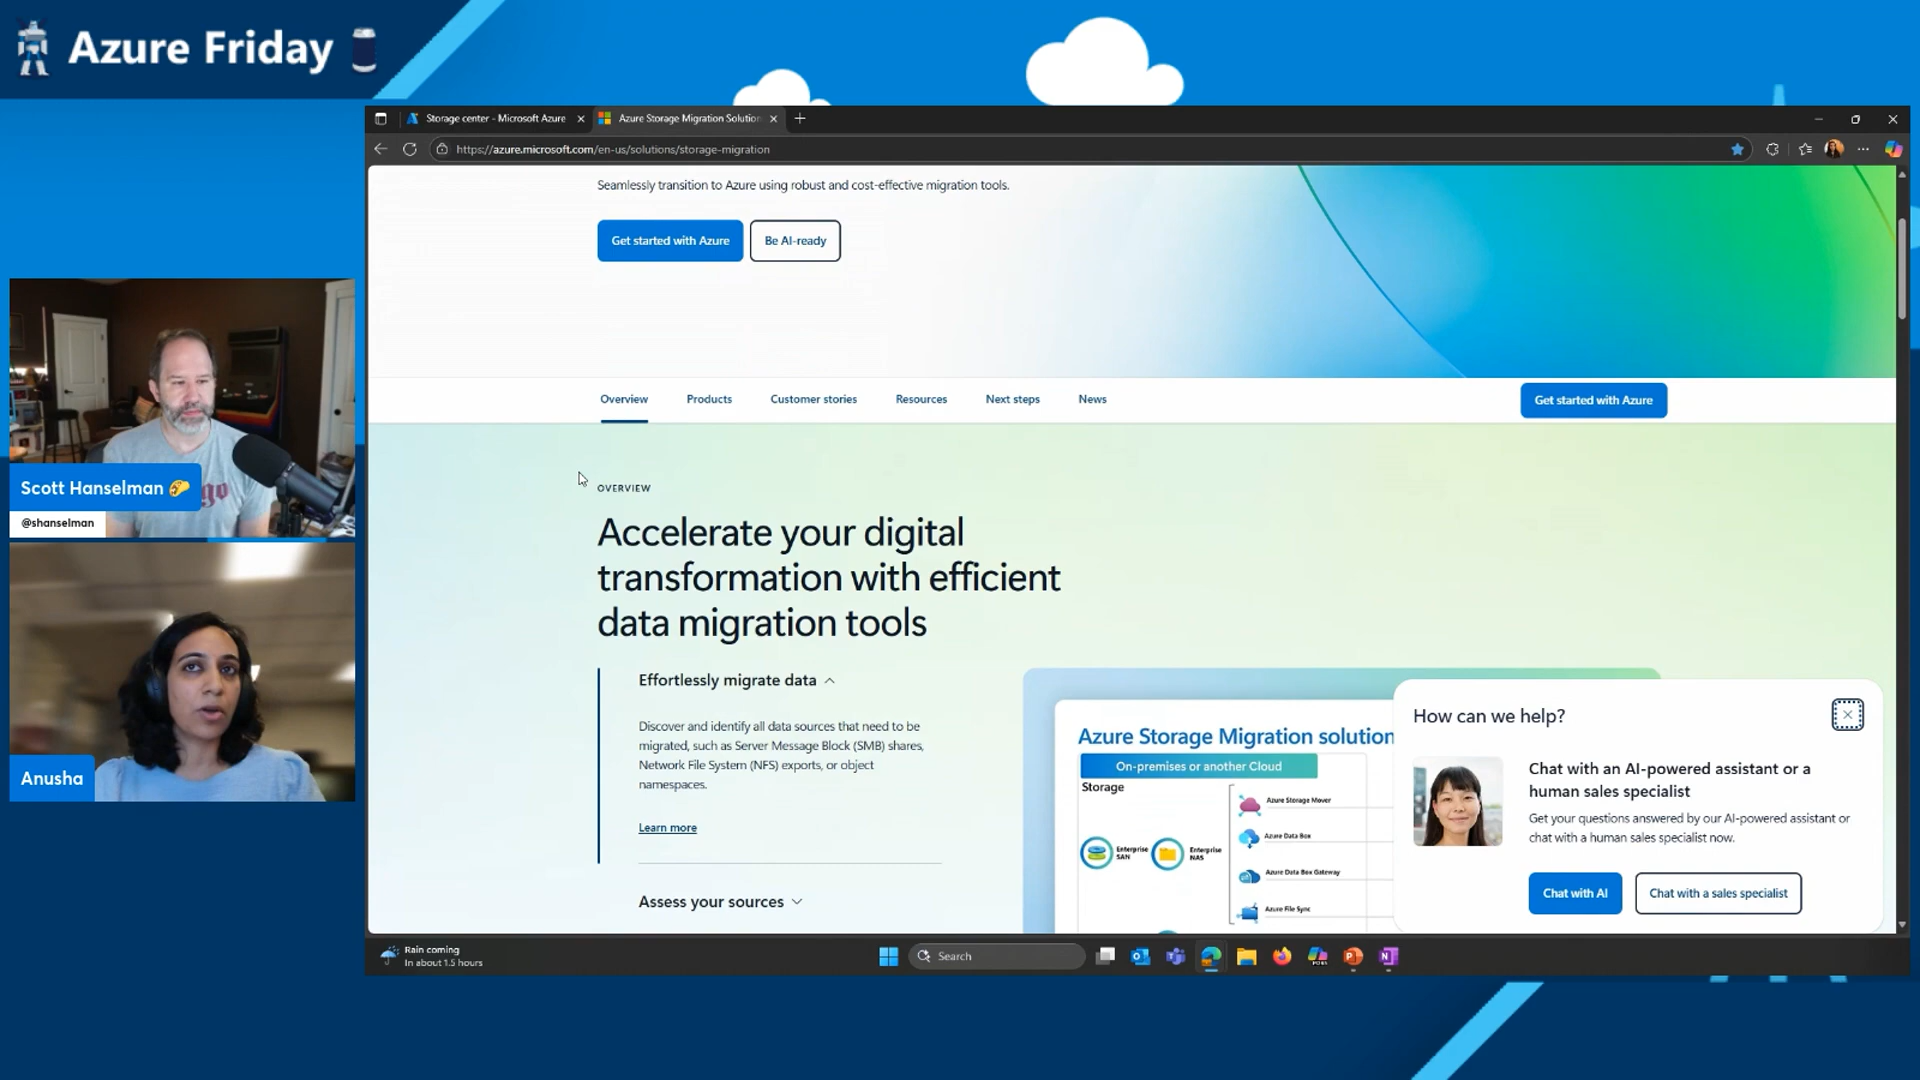 Azure Friday
Storage center - Microsoft Azure
Azure Storage Migration Solution
https://azure.microsoft.com/en-us/solutions/storage-migration
Seamlessly transition to Azure using robust and cost-effective migration tools.
Get started with Azure
Be AI-ready
Overview
Products
Customer stories
Resources
Next steps
News
Get started with Azure
OVERVIEW
Accelerate your digital
transformation with efficient
data migration tools
Effortlessly migrate data
Discover and identify all data sources that need to be
migrated, such as Server Message Block (SMB) shares,
Network File System (NFS) exports, or object
namespaces.
Learn more
Assess your sources
Azure Storage Migration solution
On-premises or another Cloud
Storage
Enterprise
SAN
Enterprise
NAS
Azure Storage Mover
Azure Data Box
Azure Data Box Gateway
Azure File Sync
How can we help?
Chat with an AI-powered assistant or a
human sales specialist
Get your questions answered by our AI-powered assistant or
chat with a human sales specialist now.
Chat with AI
Chat with a sales specialist
Scott Hanselman
@shanselman
Anusha
Rain coming
In about 1.5 hours
Search